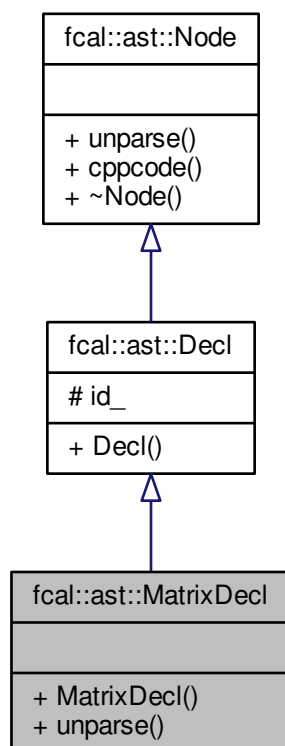 fcal::ast::Node
+ unparse()
+ cppcode()
+ ~Node()
fcal::ast::Decl
# id_
+ Decl()
fcal::ast::MatrixDecl
+ MatrixDecl()
+ unparse()